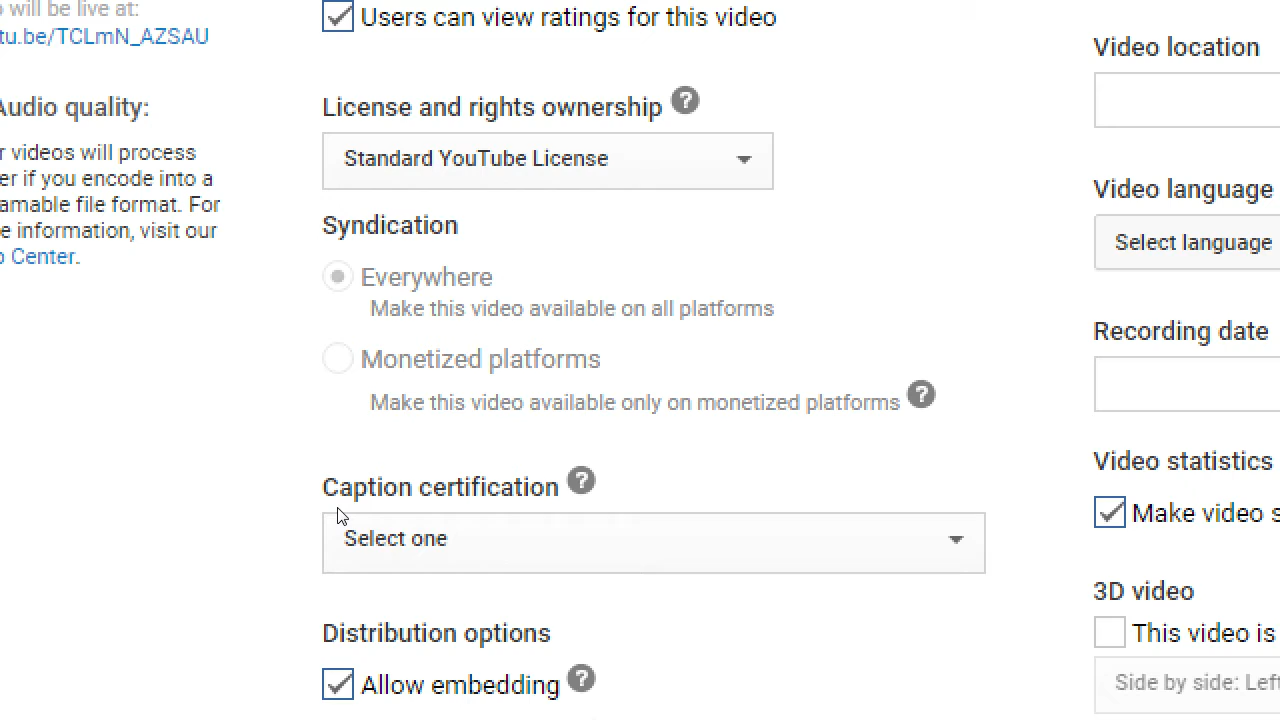 will be live at:
tu.be/TCLmN_AZSAU
Audio quality:
r videos will process
er if you encode into a
amable file format. For
e information, visit our
Center.
Users can view ratings for this video
License and rights ownership ?
Standard YouTube License
Syndication
Everywhere
Make this video available on all platforms
Monetized platforms
Make this video available only on monetized platforms ?
Caption certification ?
Select one
Distribution options
Allow embedding ?
Video location
Video language
Select language
Recording date
Video statistics
Make video s
3D video
This video is
Side by side: Left